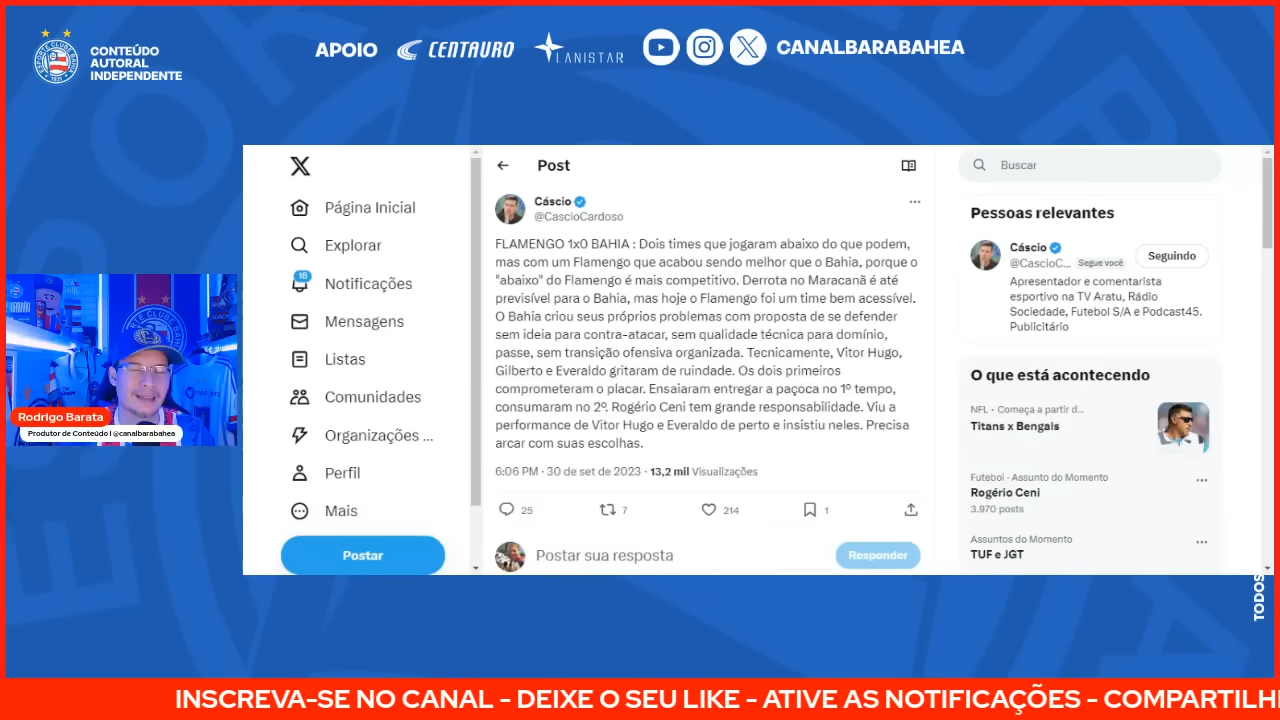 CONTEÚDO
AUTORAL
INDEPENDENTE
APOIO
CENTAURO
LANISTAR
CANALBARABAHEA
Página Inicial
Explorar
18
Notificações
Mensagens
Listas
Comunidades
Organizações ...
Perfil
Mais
Postar
Post
Cáscio
@CascioCardoso
FLAMENGO 1x0 BAHIA : Dois times que jogaram abaixo do que podem,
mas com um Flamengo que acabou sendo melhor que o Bahia, porque o
"abaixo" do Flamengo é mais competitivo. Derrota no Maracanã é até
previsível para o Bahia, mas hoje o Flamengo foi um time bem acessível.
O Bahia criou seus próprios problemas com proposta de se defender
sem ideia para contra-atacar, sem qualidade técnica para domínio,
passe, sem transição ofensiva organizada. Tecnicamente, Vitor Hugo,
Gilberto e Everaldo gritaram de ruindade. Os dois primeiros
comprometeram o placar. Ensaiaram entregar a paçoca no 1º tempo,
consumaram no 2º. Rogério Ceni tem grande responsabilidade. Viu a
performance de Vitor Hugo e Everaldo de perto e insistiu neles. Precisa
arcar com suas escolhas.
6:06 PM · 30 de set de 2023 · 13,2 mil Visualizações
25
7
214
1
Postar sua resposta
Responder
Buscar
Pessoas relevantes
Cáscio
@CascioC... Segue você
Seguindo
Apresentador e comentarista
esportivo na TV Aratu, Rádio
Sociedade, Futebol S/A e Podcast45.
Publicitário
O que está acontecendo
NFL · Começa a partir d...
Titans x Bengals
Futebol · Assunto do Momento
Rogério Ceni
3.970 posts
Assuntos do Momento
TUF e JGT
Rodrigo Barata
Produtor de Conteúdo | @canalbarabahea
TODOS
INSCREVA-SE NO CANAL - DEIXE O SEU LIKE - ATIVE AS NOTIFICAÇÕES - COMPARTILH